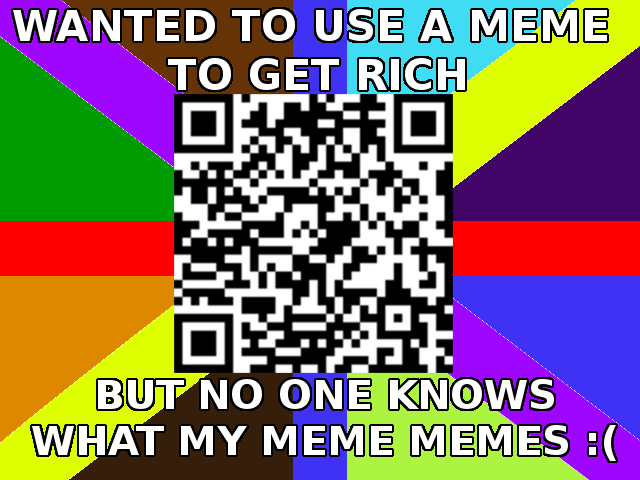 WANTED TO USE A MEME
TO GET RICH
BUT NO ONE KNOWS
WHAT MY MEME MEMES :(